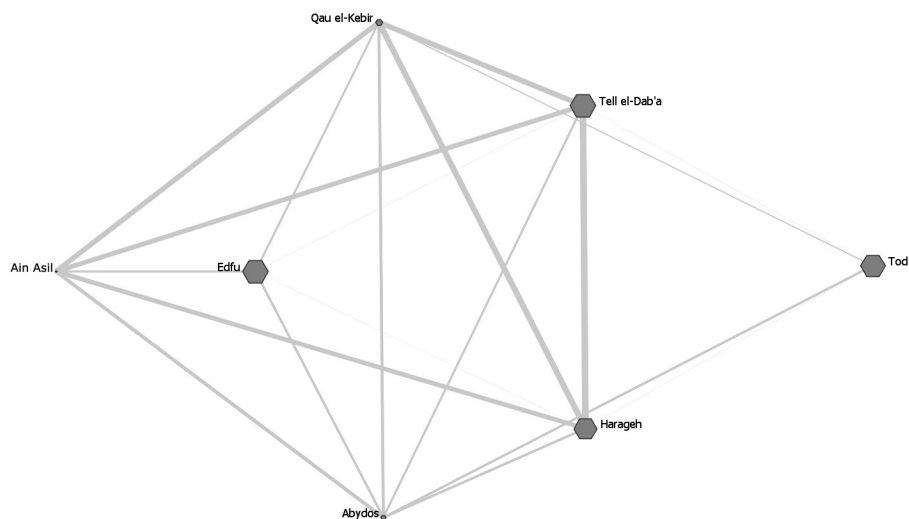 Qau el-Kebir
Tell el-Dab'a
Ain Asil
Edfu
Tod
Harageh
Abydos